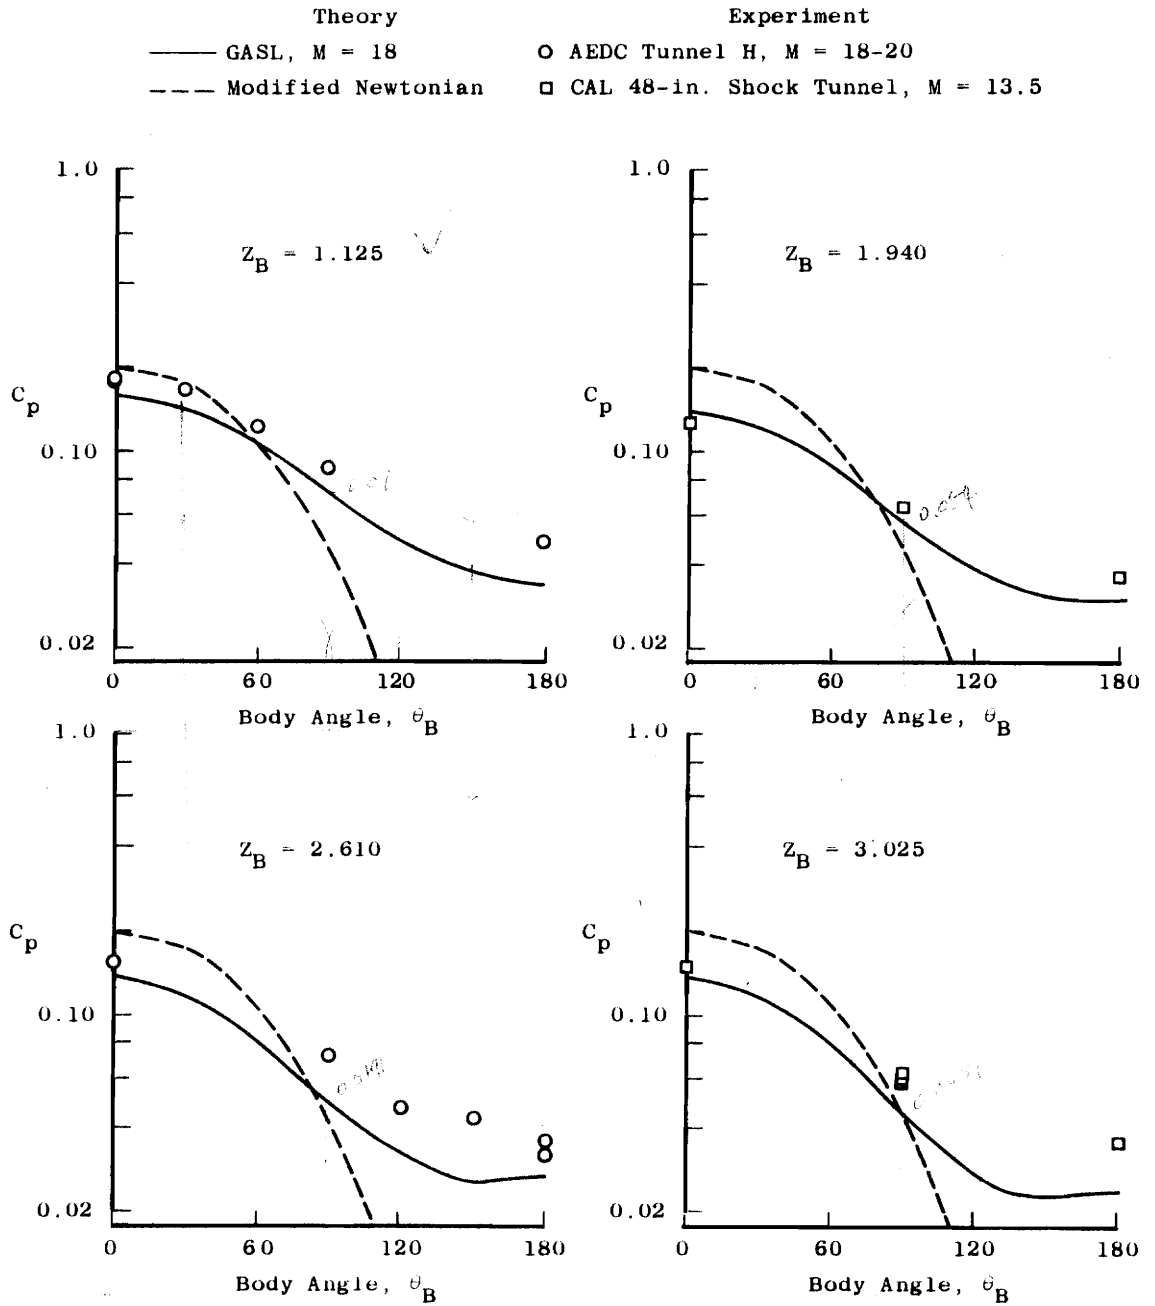 Theory Experiment
GASL, M = 18 AEDC Tunnel H, M = 18-20
Modified Newtonian CAL 48-in. Shock Tunnel, M = 13.5
1.0
Z_B = 1.125
C_p
0.10
0.02
0 60 120 180
Body Angle, θ_B
1.0
Z_B = 1.940
C_p
0.10
0.054
0.02
0 60 120 180
Body Angle, θ_B
1.0
Z_B = 2.610
C_p
0.10
0.02
0 60 120 180
Body Angle, θ_B
1.0
Z_B = 3.025
C_p
0.10
0.02
0 60 120 180
Body Angle, θ_B